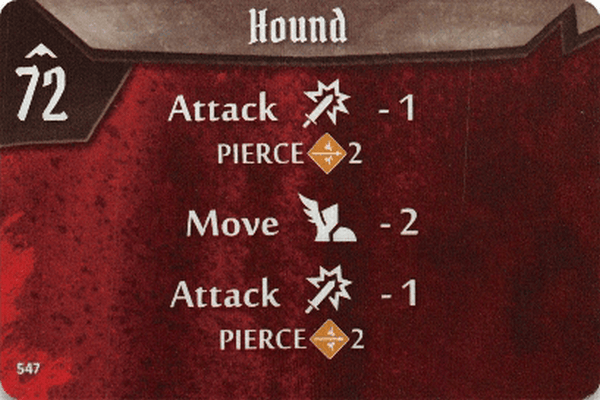 Hound
72
Attack - 1
PIERCE 2
Move - 2
Attack - 1
PIERCE 2
547